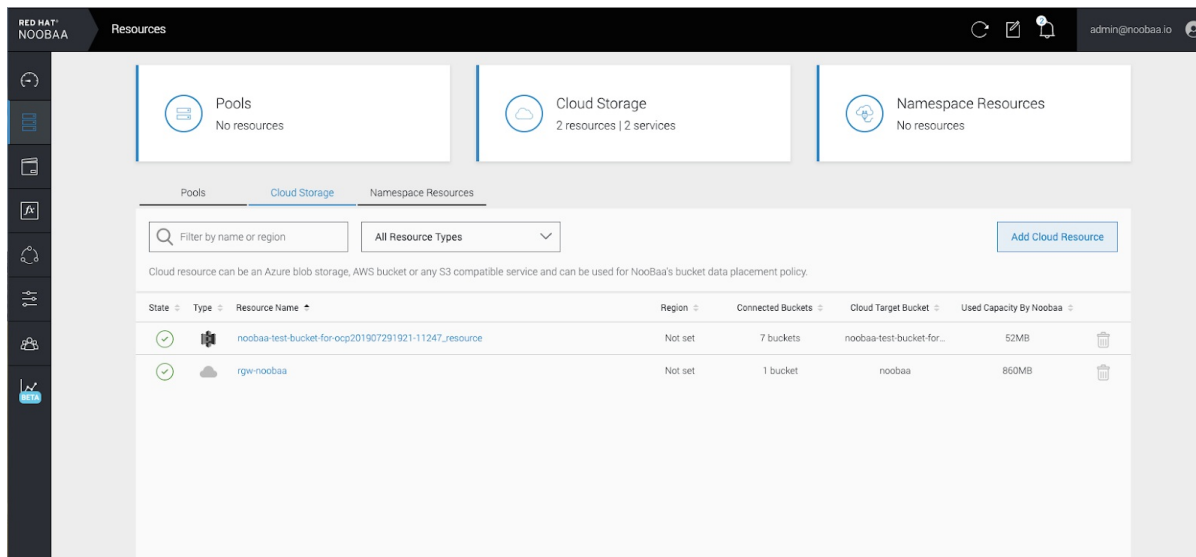 RED HAT®
NOOBAA
Resources
2
admin@noobaa.io
Pools
No resources
Cloud Storage
2 resources | 2 services
Namespace Resources
No resources
Pools Cloud Storage Namespace Resources
Filter by name or region All Resource Types Add Cloud Resource
Cloud resource can be an Azure blob storage, AWS bucket or any S3 compatible service and can be used for NooBaa's bucket data placement policy.
State Type Resource Name Region Connected Buckets Cloud Target Bucket Used Capacity By Noobaa
noobaa-test-bucket-for-ocp201907291921-11247_resource Not set 7 buckets noobaa-test-bucket-for... 52MB
rgw-noobaa Not set 1 bucket noobaa 860MB
fx
BETA